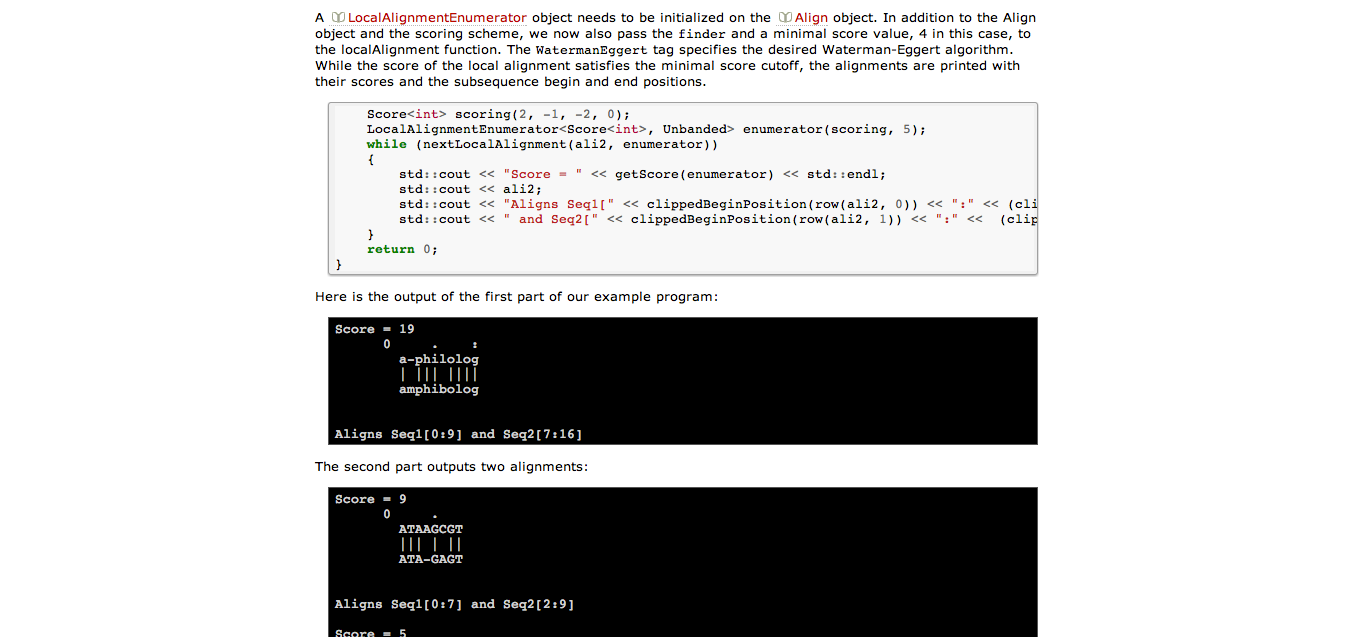 A LocalAlignmentEnumerator object needs to be initialized on the Align object. In addition to the Align
object and the scoring scheme, we now also pass the finder and a minimal score value, 4 in this case, to
the localAlignment function. The WatermanEggert tag specifies the desired Waterman-Eggert algorithm.
While the score of the local alignment satisfies the minimal score cutoff, the alignments are printed with
their scores and the subsequence begin and end positions.
    Score<int> scoring(2, -1, -2, 0);
    LocalAlignmentEnumerator<Score<int>, Unbanded> enumerator(scoring, 5);
    while (nextLocalAlignment(ali2, enumerator))
    {
        std::cout << "Score = " << getScore(enumerator) << std::endl;
        std::cout << ali2;
        std::cout << "Aligns Seq1[" << clippedBeginPosition(row(ali2, 0)) << ":" << (cli
        std::cout << " and Seq2[" << clippedBeginPosition(row(ali2, 1)) << ":" <<  (clip
    }
    return 0;
}
Here is the output of the first part of our example program:
Score = 19
      0     .    :
        a-philolog
        | ||| ||||
        amphibolog
Aligns Seq1[0:9] and Seq2[7:16]
The second part outputs two alignments:
Score = 9
      0     .
        ATAAGCGT
        ||| | ||
        ATA-GAGT
Aligns Seq1[0:7] and Seq2[2:9]
Score = 5